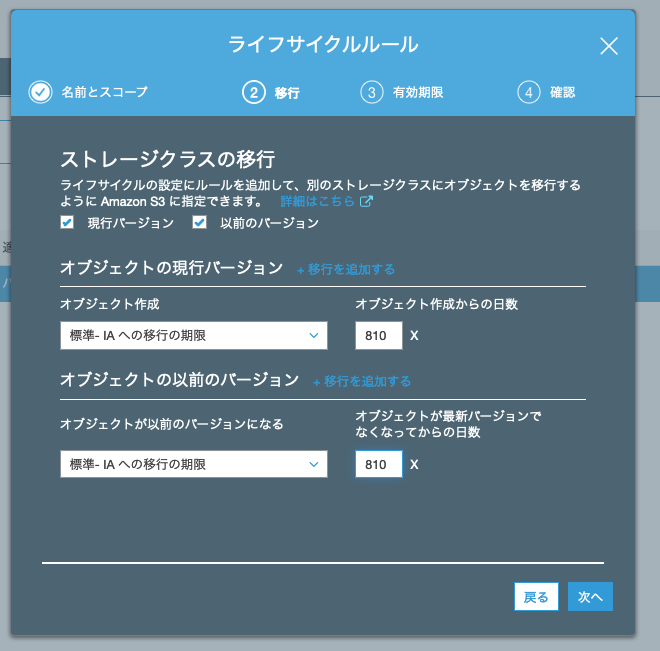 ライフサイクルルール
名前とスコープ
2 移行
3 有効期限
4 確認
ストレージクラスの移行
ライフサイクルの設定にルールを追加して、別のストレージクラスにオブジェクトを移行する
ように Amazon S3 に指定できます。 詳細はこちら
現行バージョン 以前のバージョン
オブジェクトの現行バージョン + 移行を追加する
オブジェクト作成 オブジェクト作成からの日数
標準- IA への移行の期限 810 X
オブジェクトの以前のバージョン + 移行を追加する
オブジェクトが以前のバージョンになる
オブジェクトが最新バージョンで
なくなってからの日数
標準- IA への移行の期限 810 X
戻る 次へ